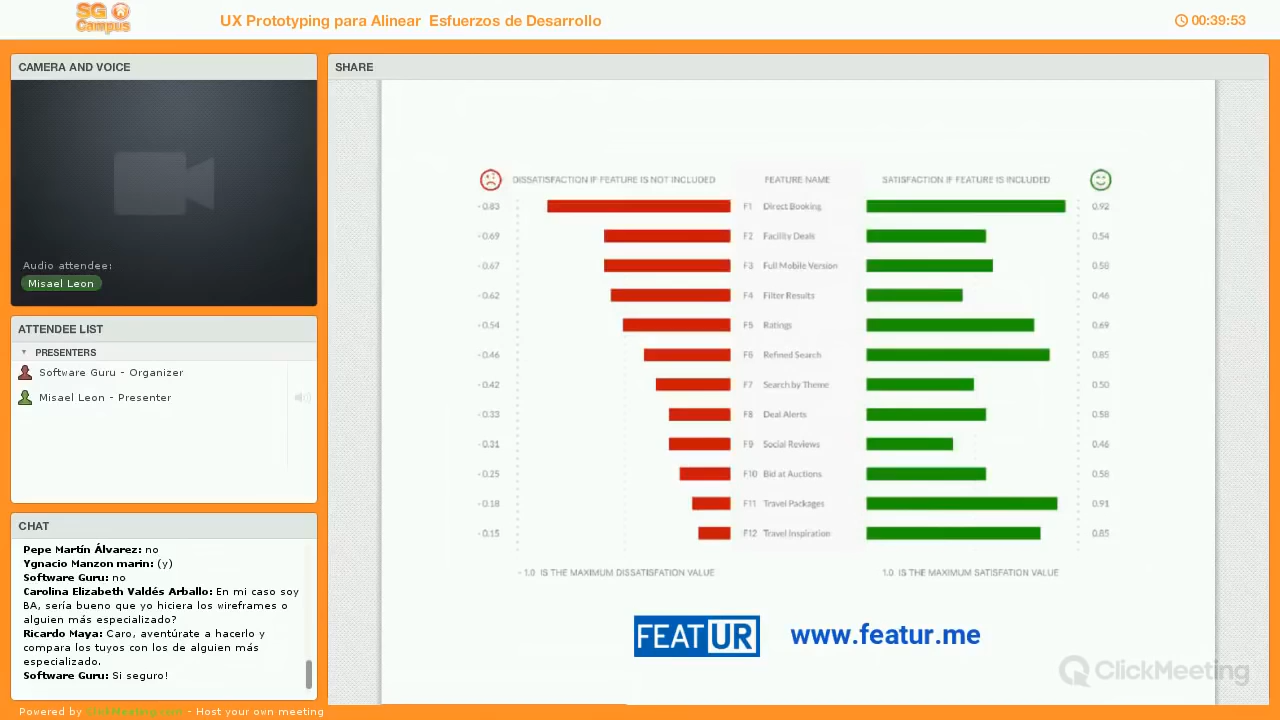 SG Campus
UX Prototyping para Alinear Esfuerzos de Desarrollo
00:39:53
CAMERA AND VOICE
Audio attendee:
Misael Leon
ATTENDEE LIST
PRESENTERS
Software Guru - Organizer
Misael Leon - Presenter
CHAT
Pepe Martín Álvarez: no
Ygnacio Manzon marin: (y)
Software Guru: no
Carolina Elizabeth Valdés Arballo: En mi caso soy
BA, sería bueno que yo hiciera los wireframes o
alguien más especializado?
Ricardo Maya: Caro, aventúrate a hacerlo y
compara los tuyos con los de alguien más
especializado.
Software Guru: Si seguro!
Powered by ClickMeeting.com - Host your own meeting
SHARE
DISSATISFACTION IF FEATURE IS NOT INCLUDED FEATURE NAME SATISFACTION IF FEATURE IS INCLUDED
- 0.83 F1 Direct Booking 0.92
- 0.69 F2 Facility Deals 0.54
- 0.67 F3 Full Mobile Version 0.58
- 0.62 F4 Filter Results 0.46
- 0.54 F5 Ratings 0.69
- 0.46 F6 Refined Search 0.85
- 0.42 F7 Search by Theme 0.50
- 0.33 F8 Deal Alerts 0.58
- 0.31 F9 Social Reviews 0.46
- 0.25 F10 Bid at Auctions 0.58
- 0.18 F11 Travel Packages 0.91
- 0.15 F12 Travel Inspiration 0.85
- 1.0 IS THE MAXIMUM DISSATISFATION VALUE 1.0 IS THE MAXIMUM SATISFATION VALUE
FEATUR www.featur.me
ClickMeeting